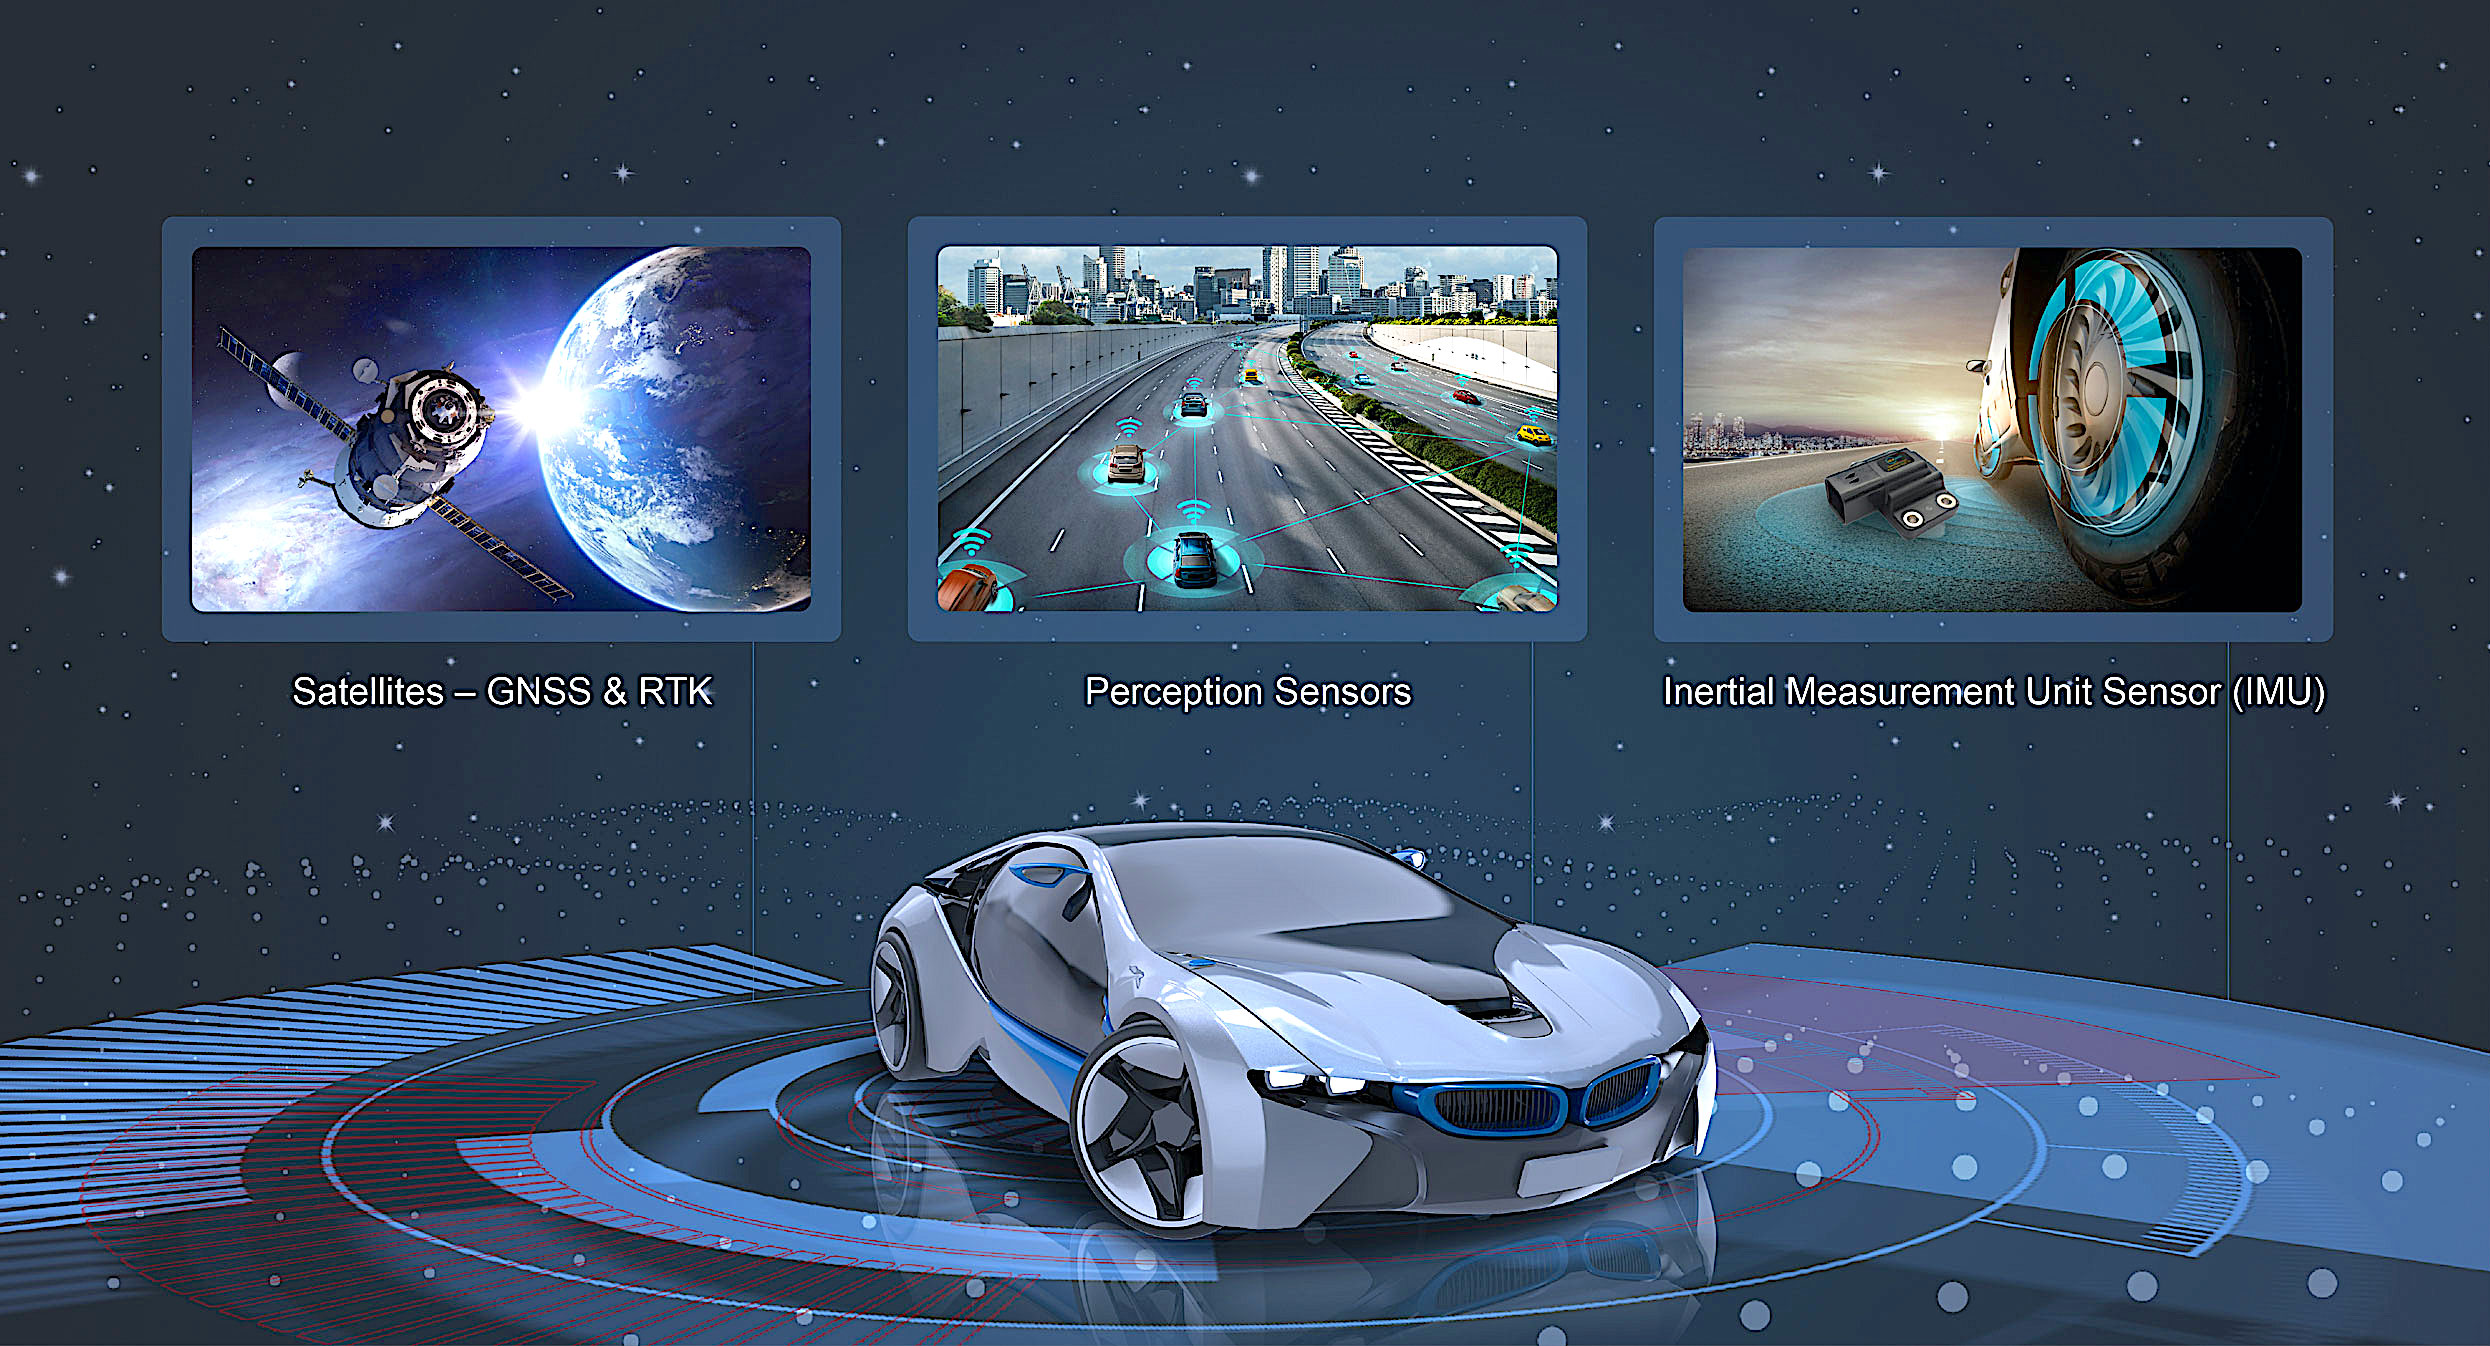 Satellites – GNSS & RTK
Perception Sensors
Inertial Measurement Unit Sensor (IMU)